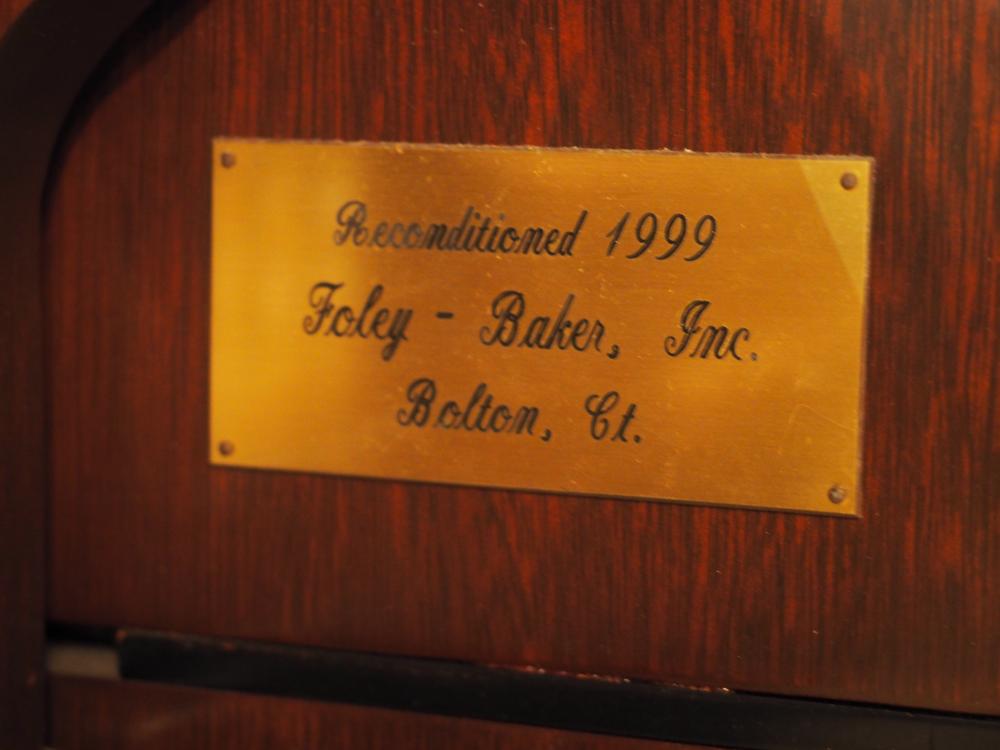 Reconditioned 1999
Foley - Baker, Inc.
Bolton, Ct.